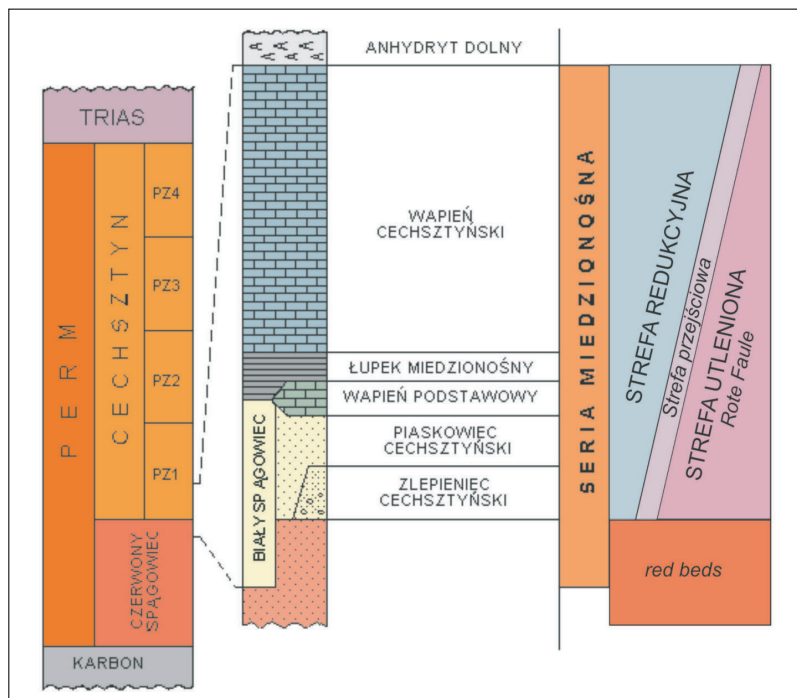 TRIAS
PERM
CECHSZTYN
PZ4
PZ3
PZ2
PZ1
CZERWONY
SPĄGOWIEC
KARBON
A A A A A A A A
BIAŁY SPĄGOWIEC
ANHYDRYT DOLNY
WAPIEŃ
CECHSZTYŃSKI
ŁUPEK MIEDZIONOŚNY
WAPIEŃ PODSTAWOWY
PIASKOWIEC
CECHSZTYŃSKI
ZLEPIENIEC
CECHSZTYŃSKI
SERIA MIEDZIONOŚNA
STREFA REDUKCYJNA
Strefa przejściowa
STREFA UTLENIONA
Rote Faule
red beds